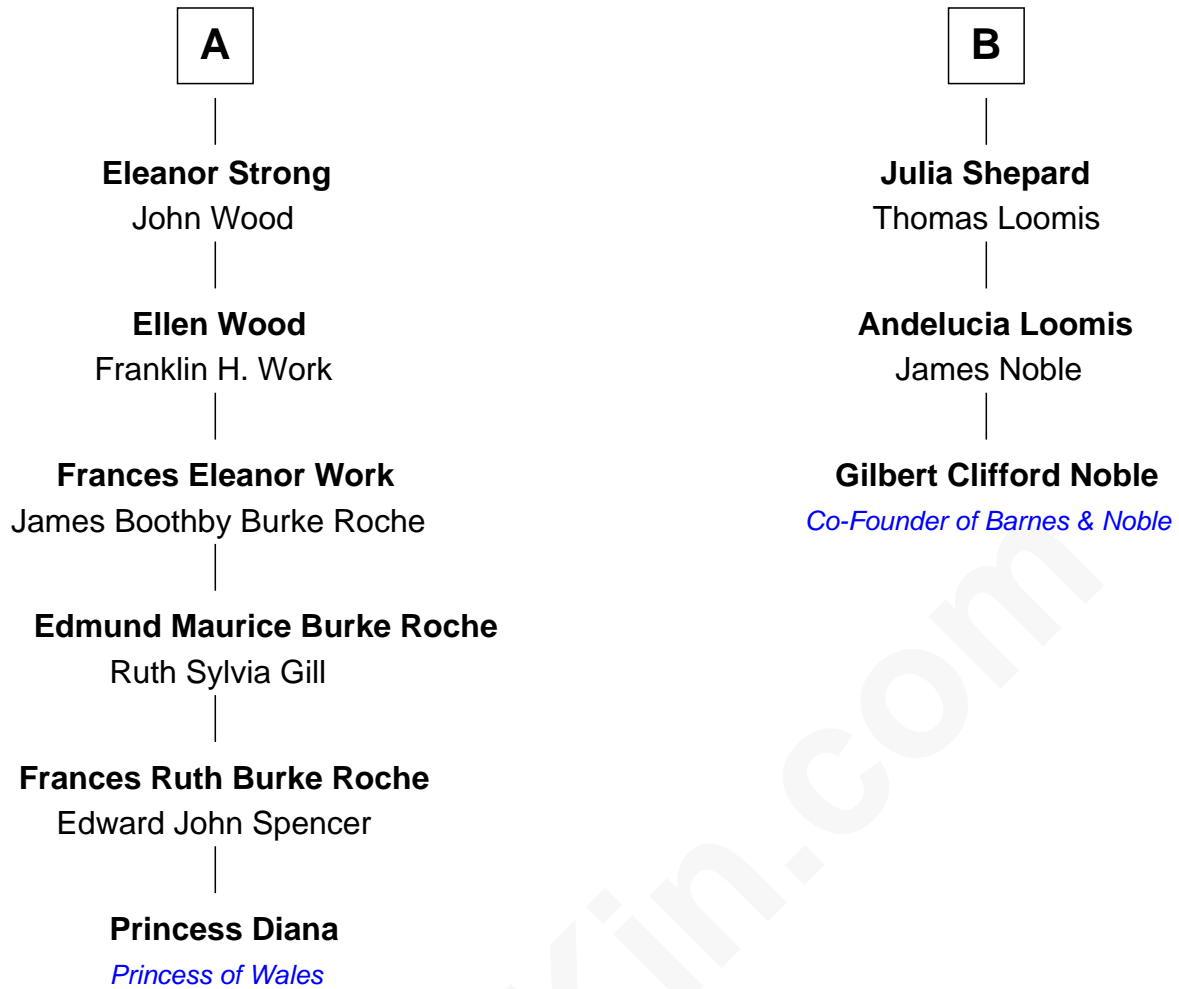 A
Eleanor Strong
John Wood
Ellen Wood
Franklin H. Work
Frances Eleanor Work
James Boothby Burke Roche
Edmund Maurice Burke Roche
Ruth Sylvia Gill
Frances Ruth Burke Roche
Edward John Spencer
Princess Diana
Princess of Wales
B
Julia Shepard
Thomas Loomis
Andelucia Loomis
James Noble
Gilbert Clifford Noble
Co-Founder of Barnes & Noble